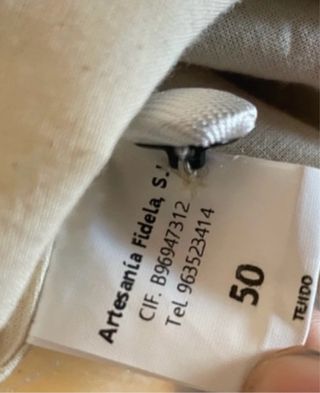 Artesanía Fidela, S.
CIF. B96947312
Tel 963523414
50
TEJIDO